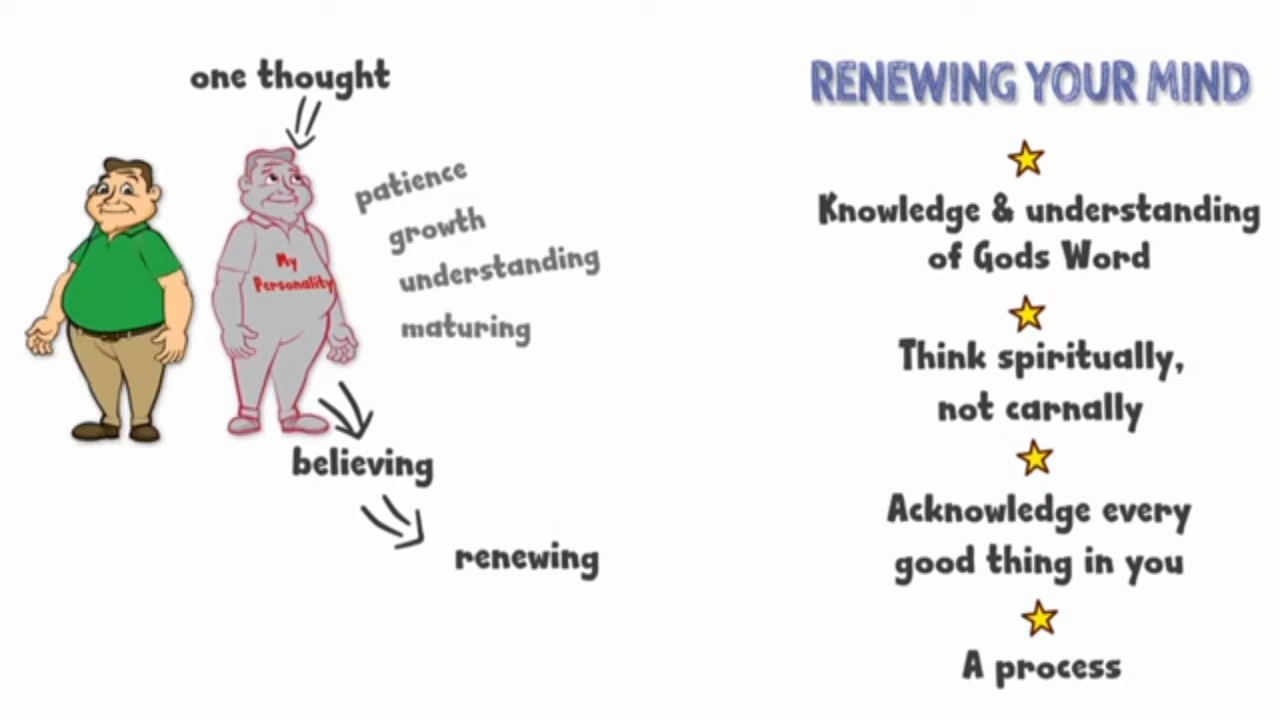 one thought
My
Personality
patience
growth
understanding
maturing
believing
renewing
RENEWING YOUR MIND
Knowledge & understanding
of Gods Word
Think spiritually,
not carnally
Acknowledge every
good thing in you
A process